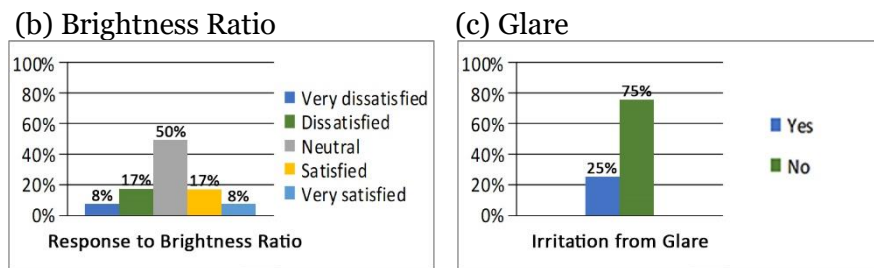 (b) Brightness Ratio
100%
80%
60%
40%
20%
0%
8%
17%
50%
17%
8%
Very dissatisfied
Dissatisfied
Neutral
Satisfied
Very satisfied
Response to Brightness Ratio
(c) Glare
100%
80%
60%
40%
20%
0%
25%
75%
Yes
No
Irritation from Glare